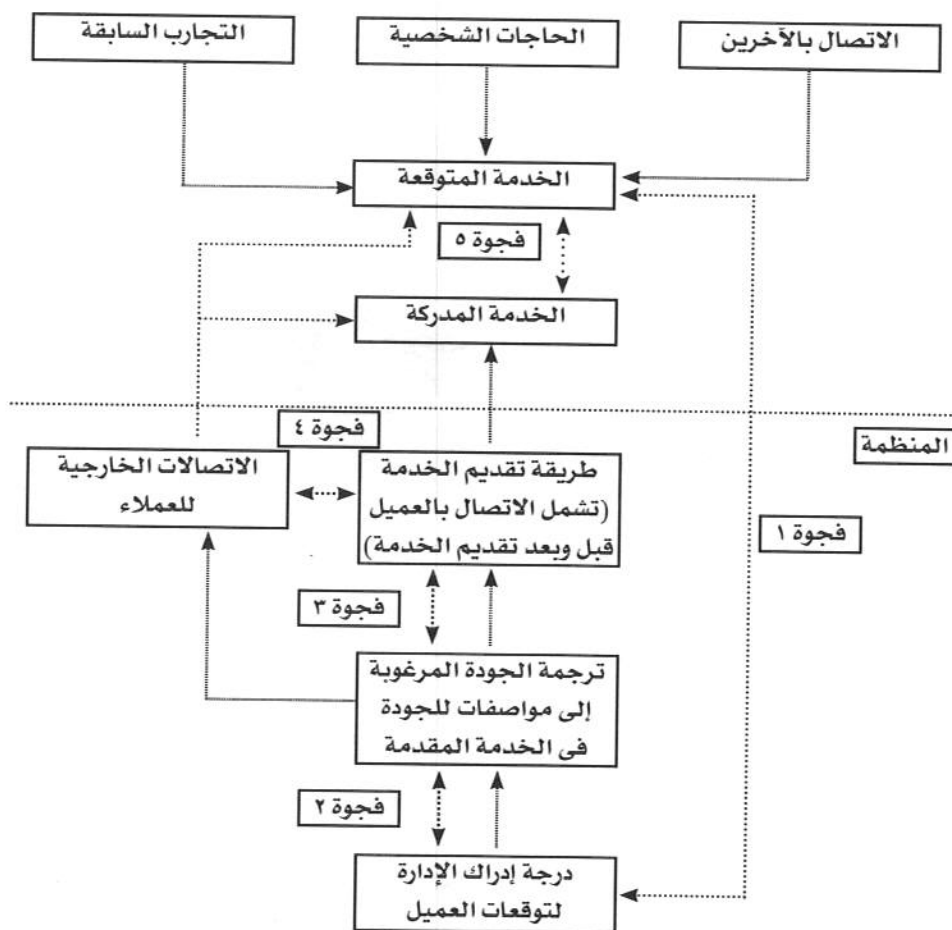 الاتصال بالآخرين
الحاجات الشخصية
التجارب السابقة
الخدمة المتوقعة
فجوة ٥
الخدمة المدركة
فجوة ٤
المنظمة
طريقة تقديم الخدمة
(تشمل الاتصال بالعميل
قبل وبعد تقديم الخدمة)
الاتصالات الخارجية
للعملاء
فجوة ١
فجوة ٣
ترجمة الجودة المرغوبة
إلى مواصفات للجودة
فى الخدمة المقدمة
فجوة ٢
درجة إدراك الإدارة
لتوقعات العميل